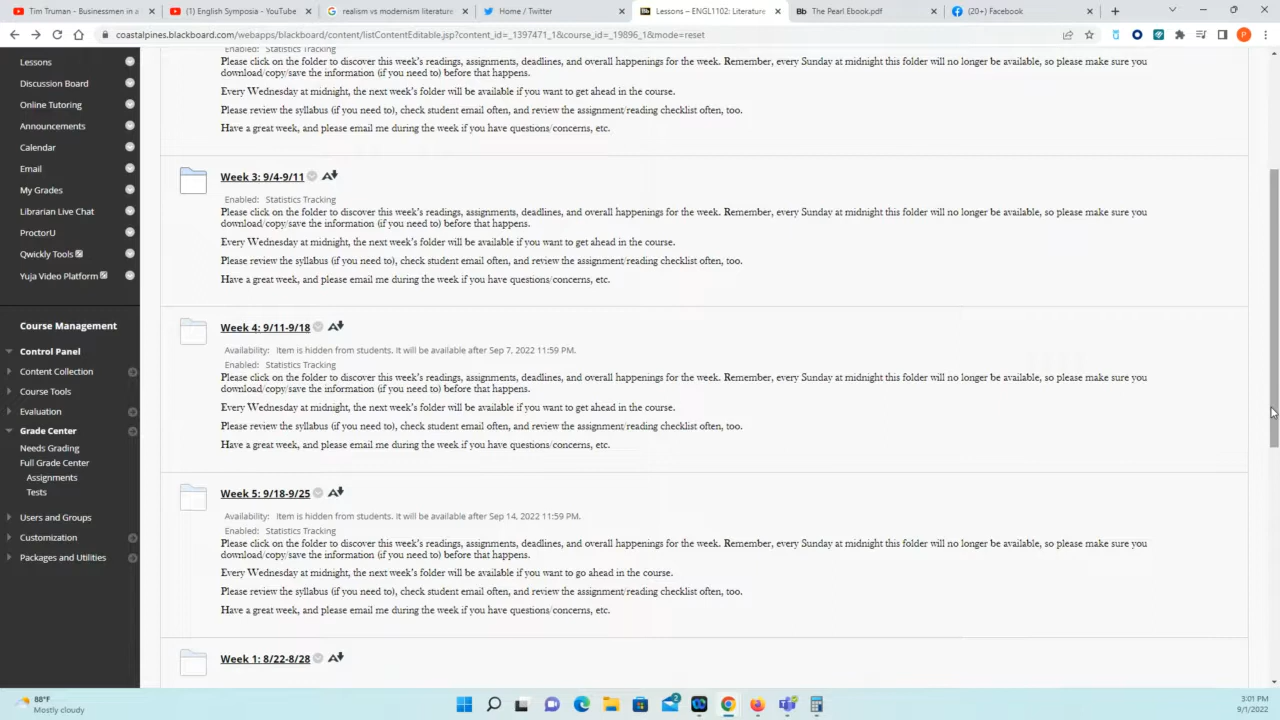 Tim Truman - Businessmen in a
(1) English Symposia - YouTube
realism vs modernism literature
Home / Twitter
Lessons – ENGL1102: Literature
The Pearl Ebook.pdf
(20+) Facebook
coastalpines.blackboard.com/webapps/blackboard/content/listContentEditable.jsp?content_id=_1397471_1&course_id=_19896_1&mode=reset
P
Lessons
Discussion Board
Online Tutoring
Announcements
Calendar
Email
My Grades
Librarian Live Chat
ProctorU
Qwickly Tools
Yuja Video Platform
Course Management
Control Panel
Content Collection
Course Tools
Evaluation
Grade Center
Needs Grading
Full Grade Center
Assignments
Tests
Users and Groups
Customization
Packages and Utilities
Enabled: Statistics Tracking
Please click on the folder to discover this week's readings, assignments, deadlines, and overall happenings for the week. Remember, every Sunday at midnight this folder will no longer be available, so please make sure you
download/copy/save the information (if you need to) before that happens.
Every Wednesday at midnight, the next week's folder will be available if you want to get ahead in the course.
Please review the syllabus (if you need to), check student email often, and review the assignment/reading checklist often, too.
Have a great week, and please email me during the week if you have questions/concerns, etc.
Week 3: 9/4-9/11
Enabled: Statistics Tracking
Please click on the folder to discover this week's readings, assignments, deadlines, and overall happenings for the week. Remember, every Sunday at midnight this folder will no longer be available, so please make sure you
download/copy/save the information (if you need to) before that happens.
Every Wednesday at midnight, the next week's folder will be available if you want to get ahead in the course.
Please review the syllabus (if you need to), check student email often, and review the assignment/reading checklist often, too.
Have a great week, and please email me during the week if you have questions/concerns, etc.
Week 4: 9/11-9/18
Availability: Item is hidden from students. It will be available after Sep 7, 2022 11:59 PM.
Enabled: Statistics Tracking
Please click on the folder to discover this week's readings, assignments, deadlines, and overall happenings for the week. Remember, every Sunday at midnight this folder will no longer be available, so please make sure you
download/copy/save the information (if you need to) before that happens.
Every Wednesday at midnight, the next week's folder will be available if you want to get ahead in the course.
Please review the syllabus (if you need to), check student email often, and review the assignment/reading checklist often, too.
Have a great week, and please email me during the week if you have questions/concerns, etc.
Week 5: 9/18-9/25
Availability: Item is hidden from students. It will be available after Sep 14, 2022 11:59 PM.
Enabled: Statistics Tracking
Please click on the folder to discover this week's readings, assignments, deadlines, and overall happenings for the week. Remember, every Sunday at midnight this folder will no longer be available, so please make sure you
download/copy/save the information (if you need to) before that happens.
Every Wednesday at midnight, the next week's folder will be available if you want to go ahead in the course.
Please review the syllabus (if you need to), check student email often, and review the assignment/reading checklist often, too.
Have a great week, and please email me during the week if you have questions/concerns, etc.
Week 1: 8/22-8/28
88°F
Mostly cloudy
2
3:01 PM
9/1/2022